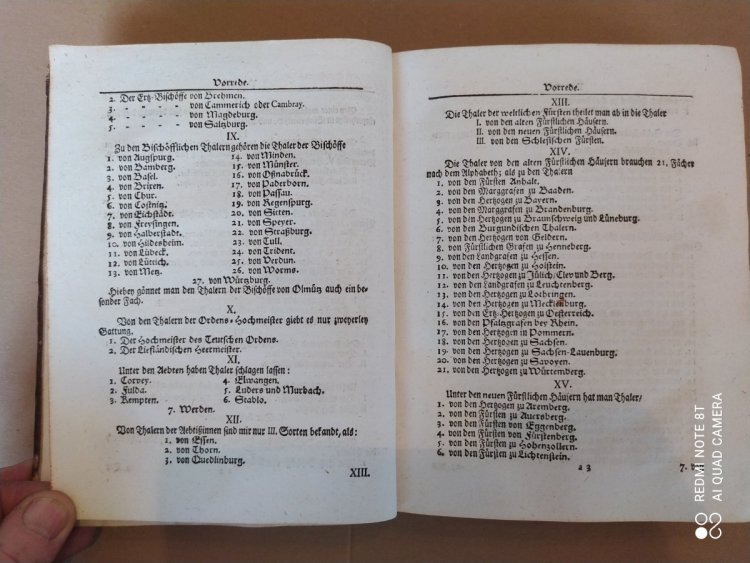 Vorrede.
2. Der Ertz-Bischöffe von Brehmen.
3. - - - - von Cammerich oder Cambray.
4. - - - - von Magdeburg.
5. - - - - von Saltzburg.
IX.
Zu den Bischöfflichen Thalern gehören die Thaler der Bischöffe
1. von Augspurg.
2. von Bamberg.
3. von Basel.
4. von Brixen.
5. von Chur.
6. von Costnitz.
7. von Eichstädt.
8. von Freysingen.
9. von Halberstadt.
10. von Hildesheim.
11. von Lübeck.
12. von Lüttich.
13. von Metz.
14. von Minden.
15. von Münster.
16. von Oßnabrück.
17. von Paderborn.
18. von Passau.
19. von Regenspurg.
20. von Sitten.
21. von Speyer.
22. von Straßburg.
23. von Tull.
24. von Trident.
25. von Verdun.
26. von Worms.
27. von Würtzburg.
Hiebey gönnet man den Thalern der Bischöffe von Olmütz auch ein be-
sonder Fach.
X.
Von den Thalern der Ordens-Hochmeister giebt es nur zweyerley
Gattung.
1. Der Hochmeister des Teutschen Ordens.
2. Der Liefländischen Heermeister.
XI.
Unter den Aebten haben Thaler schlagen lassen:
1. Corvey.
2. Fulda.
3. Kempten.
4. Elwangen.
5. Luders und Murbach.
6. Stablo.
7. Werden.
XII.
Von Thalern der Aebtißinnen sind mir nur III. Sorten bekandt, als:
1. von Essen.
2. von Thorn.
3. von Quedlinburg.
XIII.
Vorrede.
XIII.
Die Thaler der weltlichen Fürsten theilet man ab in die Thaler
I. von den alten Fürstlichen Häusern.
II. von den neuen Fürstlichen Häusern.
III. von den Schlesischen Fürsten.
XIV.
Die Thaler von den alten Fürstlichen Häusern brauchen 21. Fächer
nach dem Alphabeth; als zu den Thalern
1. von den Fürsten Anhalt.
2. von den Marggrafen zu Baaden.
3. von den Hertzogen zu Bayern.
4. von den Marggrafen zu Brandenburg.
5. von den Hertzogen zu Braunschweig und Lüneburg.
6. von den Burgundischen Thalern.
7. von den Hertzogen von Geldern.
8. von Fürstlichen Grafen zu Henneberg.
9. von den Landgrafen zu Hessen.
10. von den Hertzogen zu Holstein.
11. von den Hertzogen zu Jülich/Clev und Berg.
12. von den Landgrafen zu Leuchtenberg.
13. von den Hertzogen zu Lothringen.
14. von den Hertzogen zu Mecklenburg.
15. von den Ertz-Hertzogen zu Oesterreich.
16. von den Pfalsgrafen bey Rhein.
17. von den Hertzogen in Pommern.
18. von den Hertzogen zu Sachsen.
19. von den Hertzogen zu Sachsen-Lauenburg.
20. von den Hertzogen zu Savoyen.
21. von den Hertzogen zu Würtemberg.
XV.
Unter den neuen Fürstlichen Häusern hat man Thaler/
1. von den Hertzogen zu Aremberg.
2. von den Fürsten zu Auersberg.
3. von den Fürsten von Eggenberg.
4. von den Fürsten von Fürstenberg.
5. von den Fürsten zu Hohenzollern.
6. von den Fürsten zu Lichtenstein.
a 3
7. von
REDMI NOTE 8T
AI QUAD CAMERA